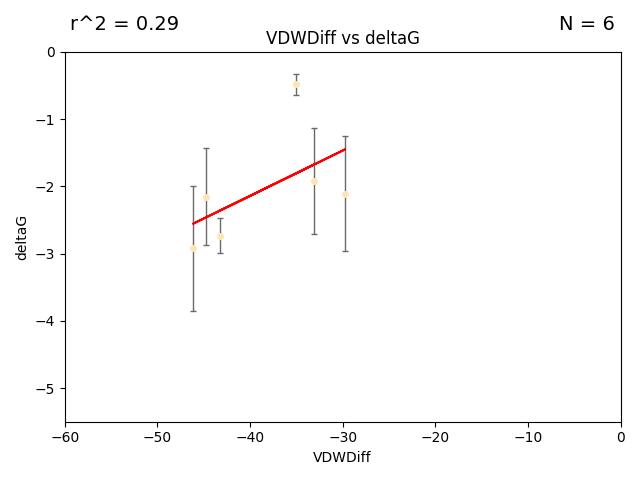 r^2 = 0.29
N = 6
VDWDiff vs deltaG
0
−1
−2
−3
−4
−5
deltaG
−60
−50
−40
−30
−20
−10
0
VDWDiff